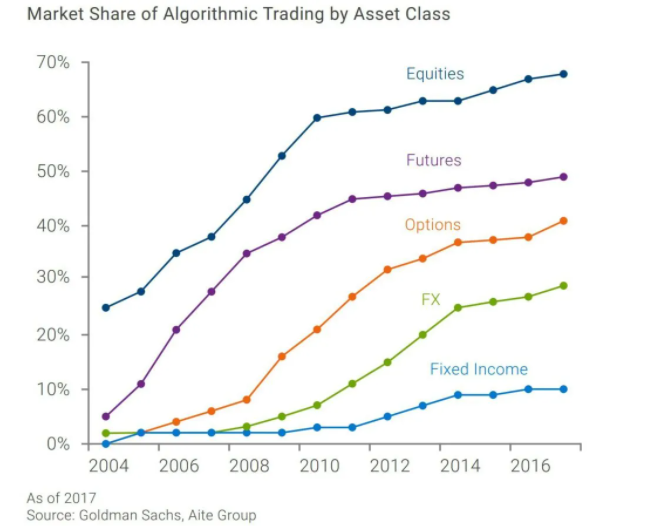 Market Share of Algorithmic Trading by Asset Class
70%
60%
50%
40%
30%
20%
10%
0%
Equities
Futures
Options
FX
Fixed Income
2004 2006 2008 2010 2012 2014 2016
As of 2017
Source: Goldman Sachs, Aite Group